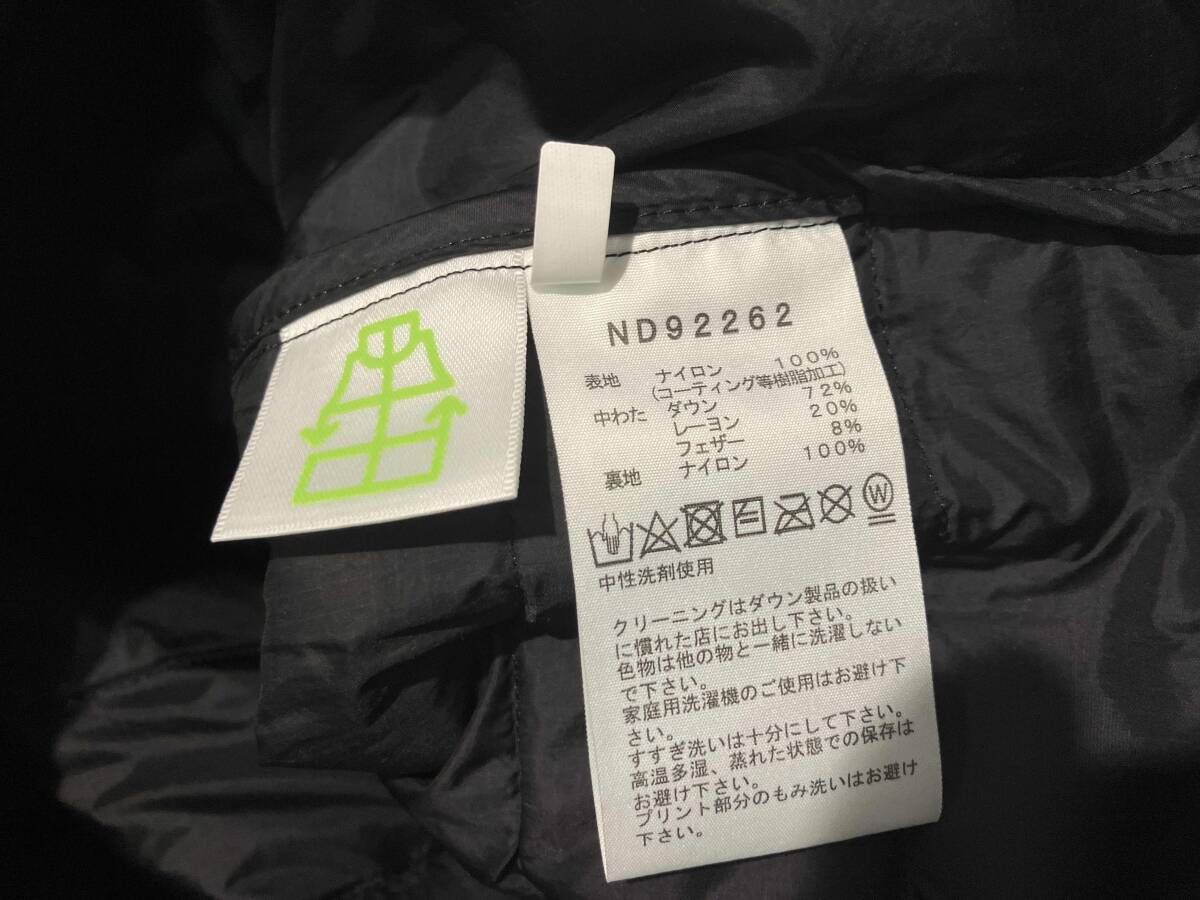 ND92262
表地 ナイロン 100%
(コーティング等樹脂加工)
中わた ダウン 72%
レーヨン 20%
フェザー 8%
裏地 ナイロン 100%
W
中性洗剤使用
クリーニングはダウン製品の扱い
に慣れた店にお出し下さい。
色物は他の物と一緒に洗濯しない
で下さい。
家庭用洗濯機のご使用はお避け下
さい。
すすぎ洗いは十分にして下さい。
高温多湿、蒸れた状態での保存は
お避け下さい。
プリント部分のもみ洗いはお避け
下さい。